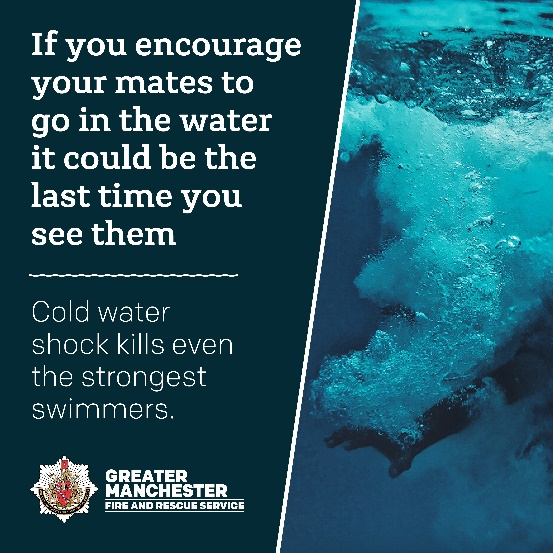 If you encourage
your mates to
go in the water
it could be the
last time you
see them
Cold water
shock kills even
the strongest
swimmers.
GREATER
MANCHESTER
FIRE AND RESCUE SERVICE